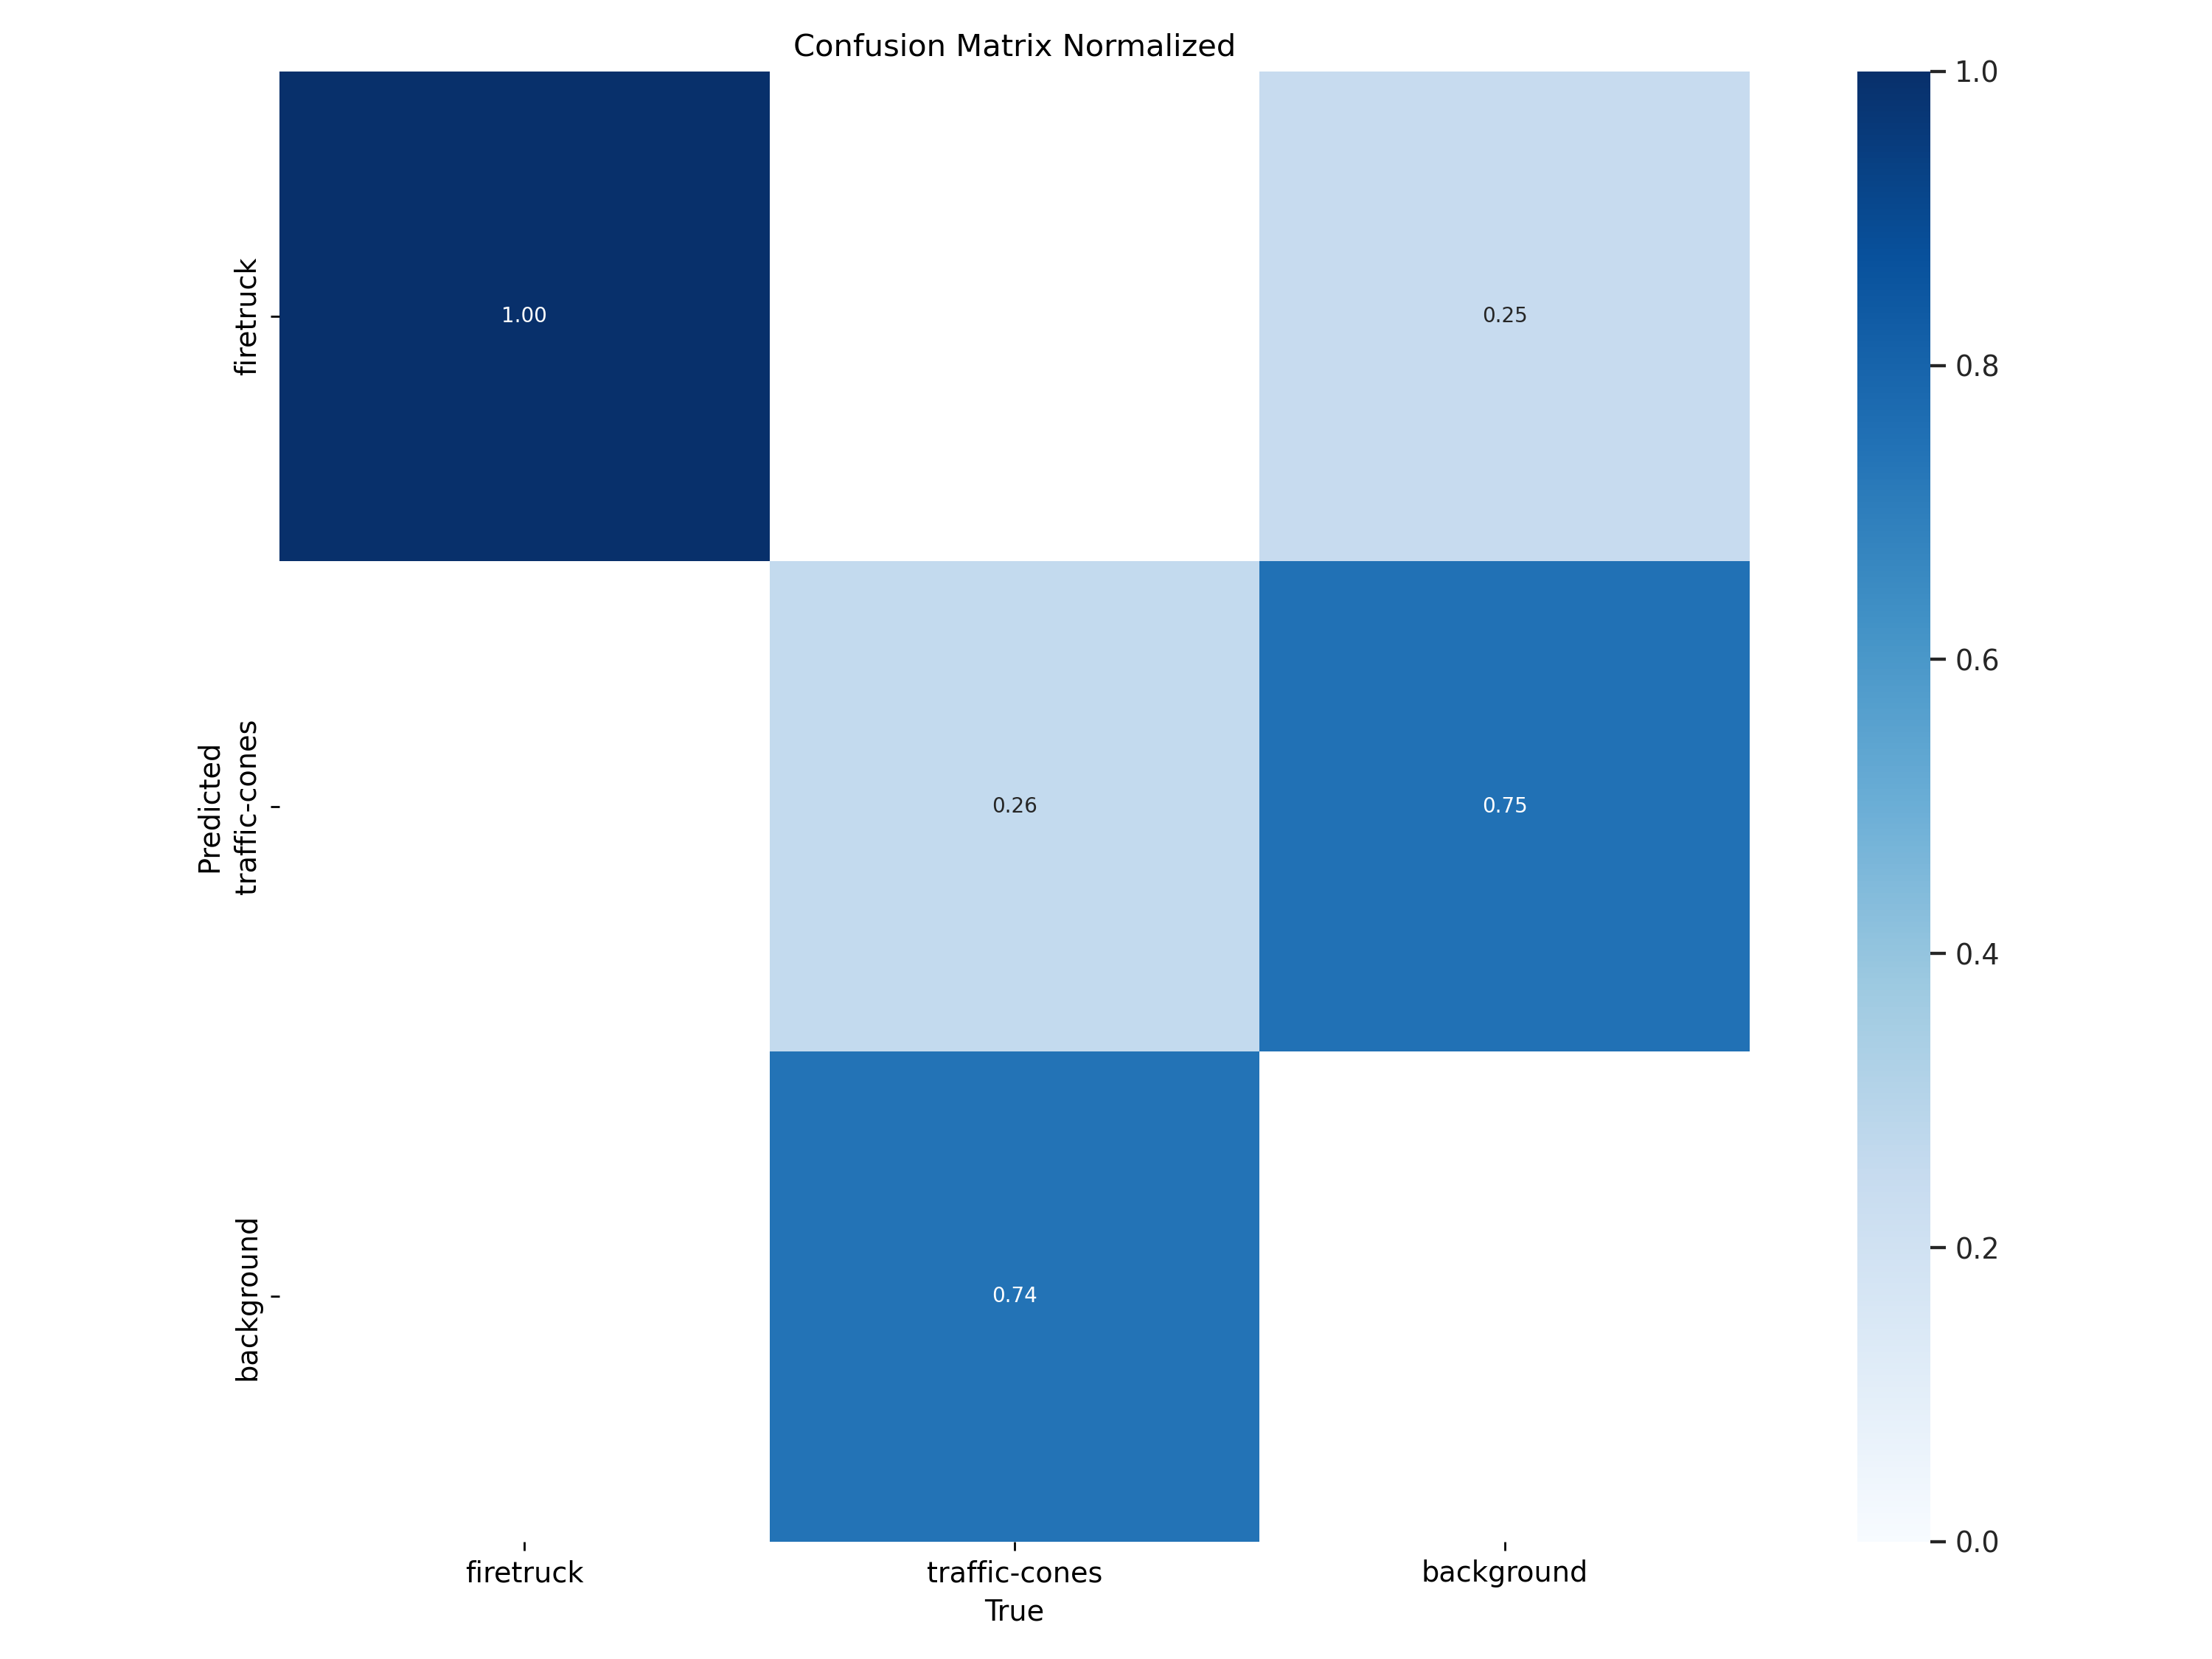 Confusion Matrix Normalized
firetruck
traffic-cones
background
Predicted
1.00
0.25
0.26
0.75
0.74
firetruck
traffic-cones
background
True
1.0
0.8
0.6
0.4
0.2
0.0